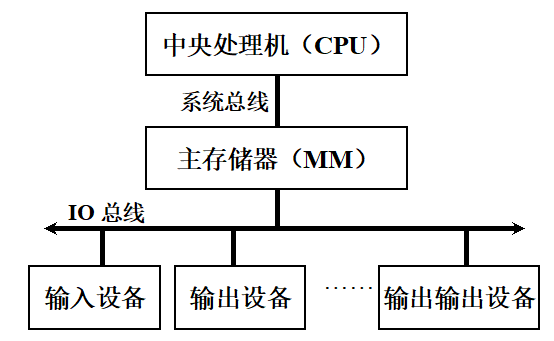 中央处理机（CPU）
系统总线
主存储器（MM）
IO 总线
输入设备
输出设备
……
输出输出设备